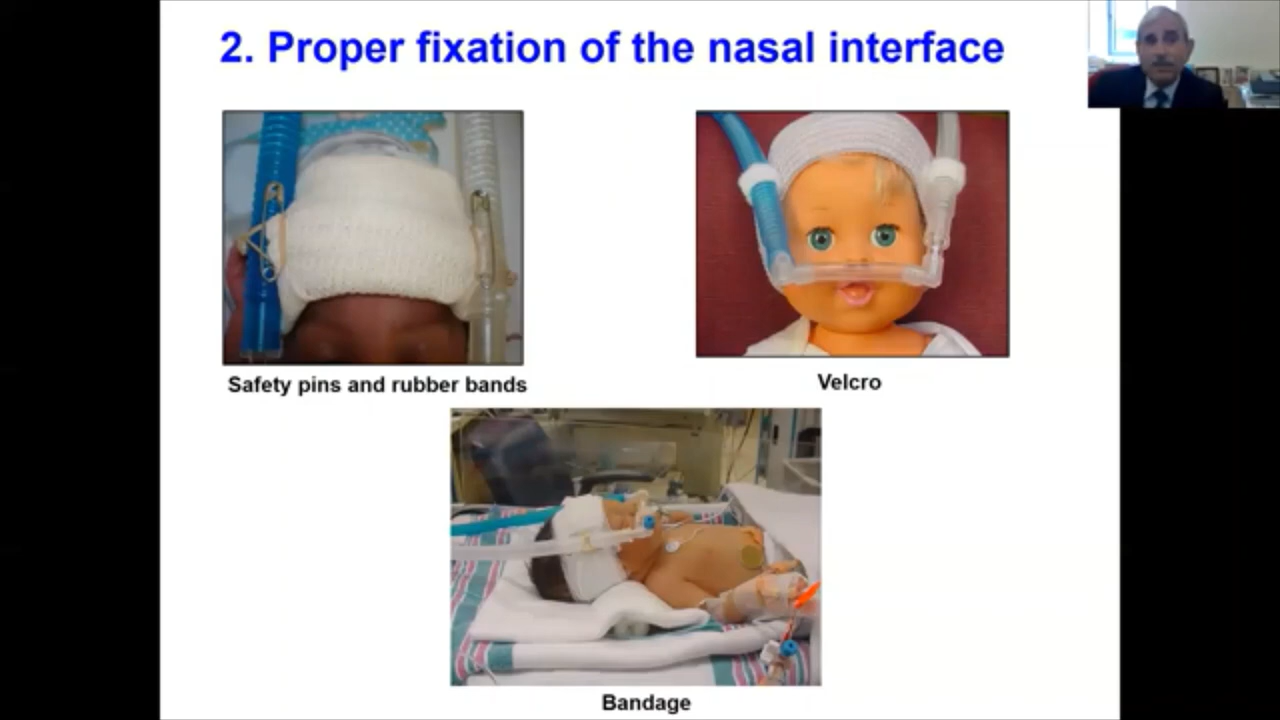 2. Proper fixation of the nasal interface
Safety pins and rubber bands
Velcro
Bandage